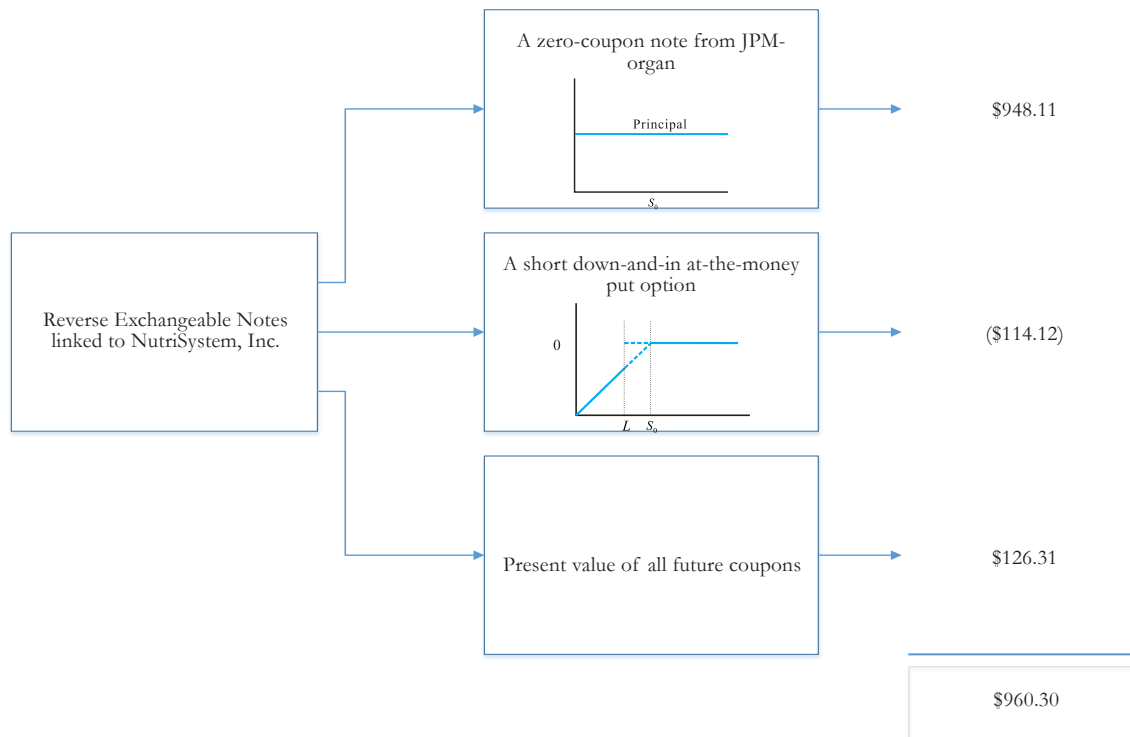 A zero-coupon note from JPM-
organ
Principal
S₀
$948.11
Reverse Exchangeable Notes
linked to NutriSystem, Inc.
A short down-and-in at-the-money
put option
0
L S₀
($114.12)
Present value of all future coupons
$126.31
$960.30